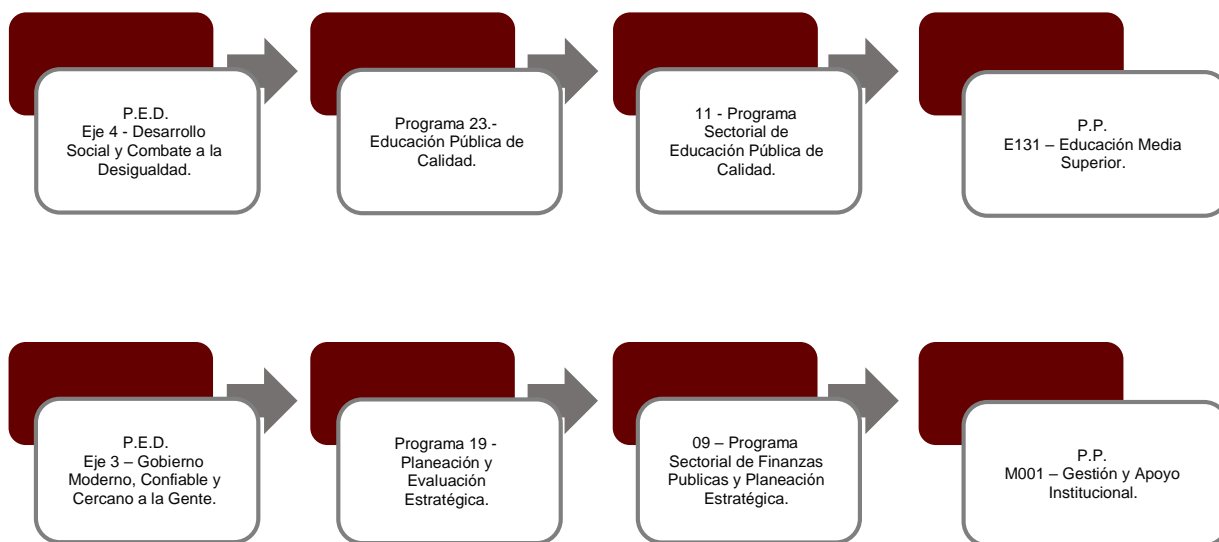 P.E.D.
Eje 4 - Desarrollo
Social y Combate a la
Desigualdad.
Programa 23.-
Educación Pública de
Calidad.
11 - Programa
Sectorial de
Educación Pública de
Calidad.
P.P.
E131 – Educación Media
Superior.
P.E.D.
Eje 3 – Gobierno
Moderno, Confiable y
Cercano a la Gente.
Programa 19 -
Planeación y
Evaluación
Estratégica.
09 – Programa
Sectorial de Finanzas
Publicas y Planeación
Estratégica.
P.P.
M001 – Gestión y Apoyo
Institucional.